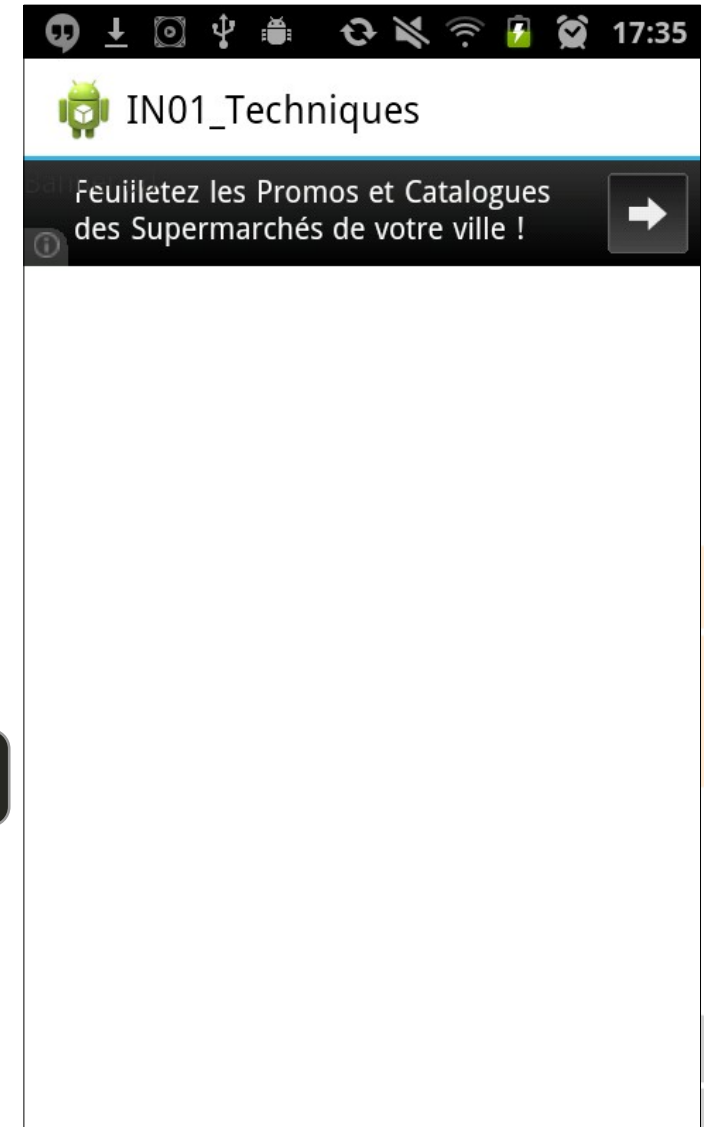 17:35
IN01_Techniques
Feuilletez les Promos et Catalogues
des Supermarchés de votre ville !